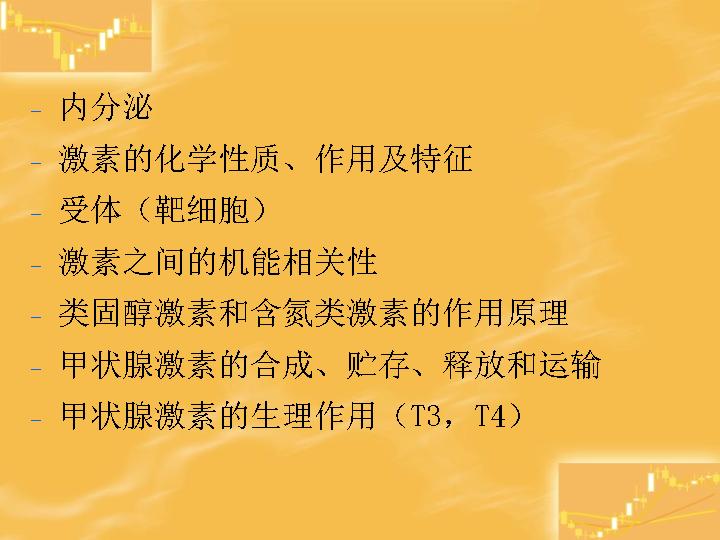 – 内分泌
– 激素的化学性质、作用及特征
– 受体（靶细胞）
– 激素之间的机能相关性
– 类固醇激素和含氮类激素的作用原理
– 甲状腺激素的合成、贮存、释放和运输
– 甲状腺激素的生理作用（T3，T4）